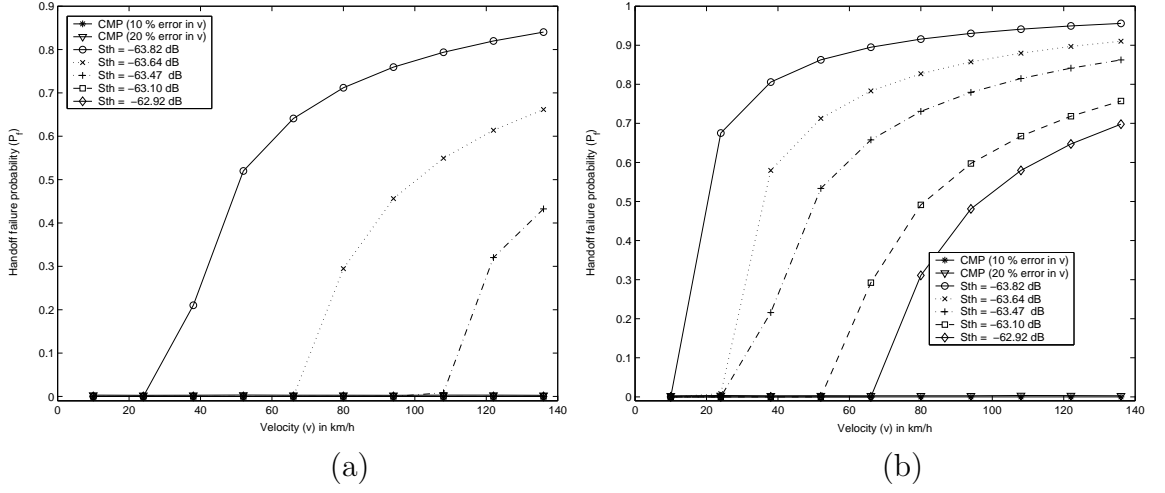 CMP (10 % error in v)
CMP (20 % error in v)
Sth = −63.82 dB
Sth = −63.64 dB
Sth = −63.47 dB
Sth = −63.10 dB
Sth = −62.92 dB
0.9
0.8
0.7
0.6
0.5
0.4
0.3
0.2
0.1
0
Handoff failure probability (Pf)
0 20 40 60 80 100 120 140
Velocity (v) in km/h
(a)
1
0.9
0.8
0.7
0.6
0.5
0.4
0.3
0.2
0.1
0
Handoff failure probability (Pf)
CMP (10 % error in v)
CMP (20 % error in v)
Sth = −63.82 dB
Sth = −63.64 dB
Sth = −63.47 dB
Sth = −63.10 dB
Sth = −62.92 dB
0 20 40 60 80 100 120 140
Velocity (v) in km/h
(b)